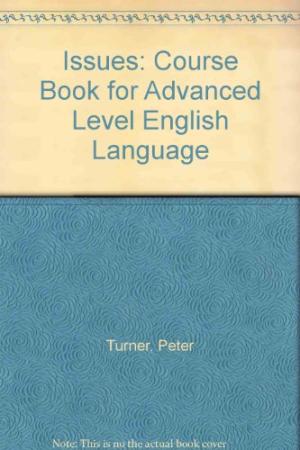 Issues: Course
Book for Advanced
Level English
Language
Turner, Peter
Note: This is no the actual book cover